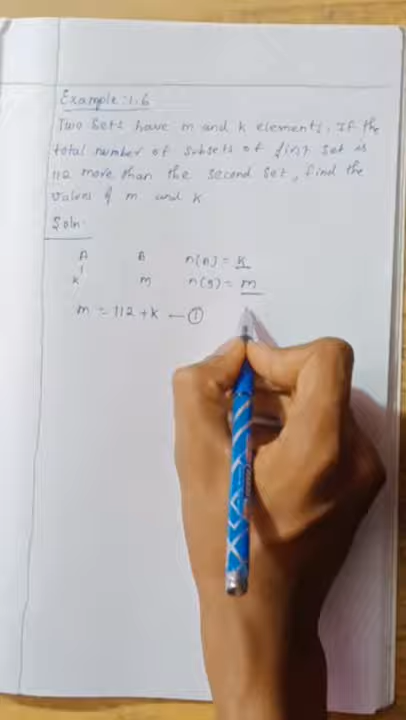 Example: 1.6
Two Sets have m and k elements. If the
total number of subsets of first set is
112 more than the second set, find the
values of m and k
Soln:
A B n(A) = k
k m n(B) = m
m = 112 + k — ①